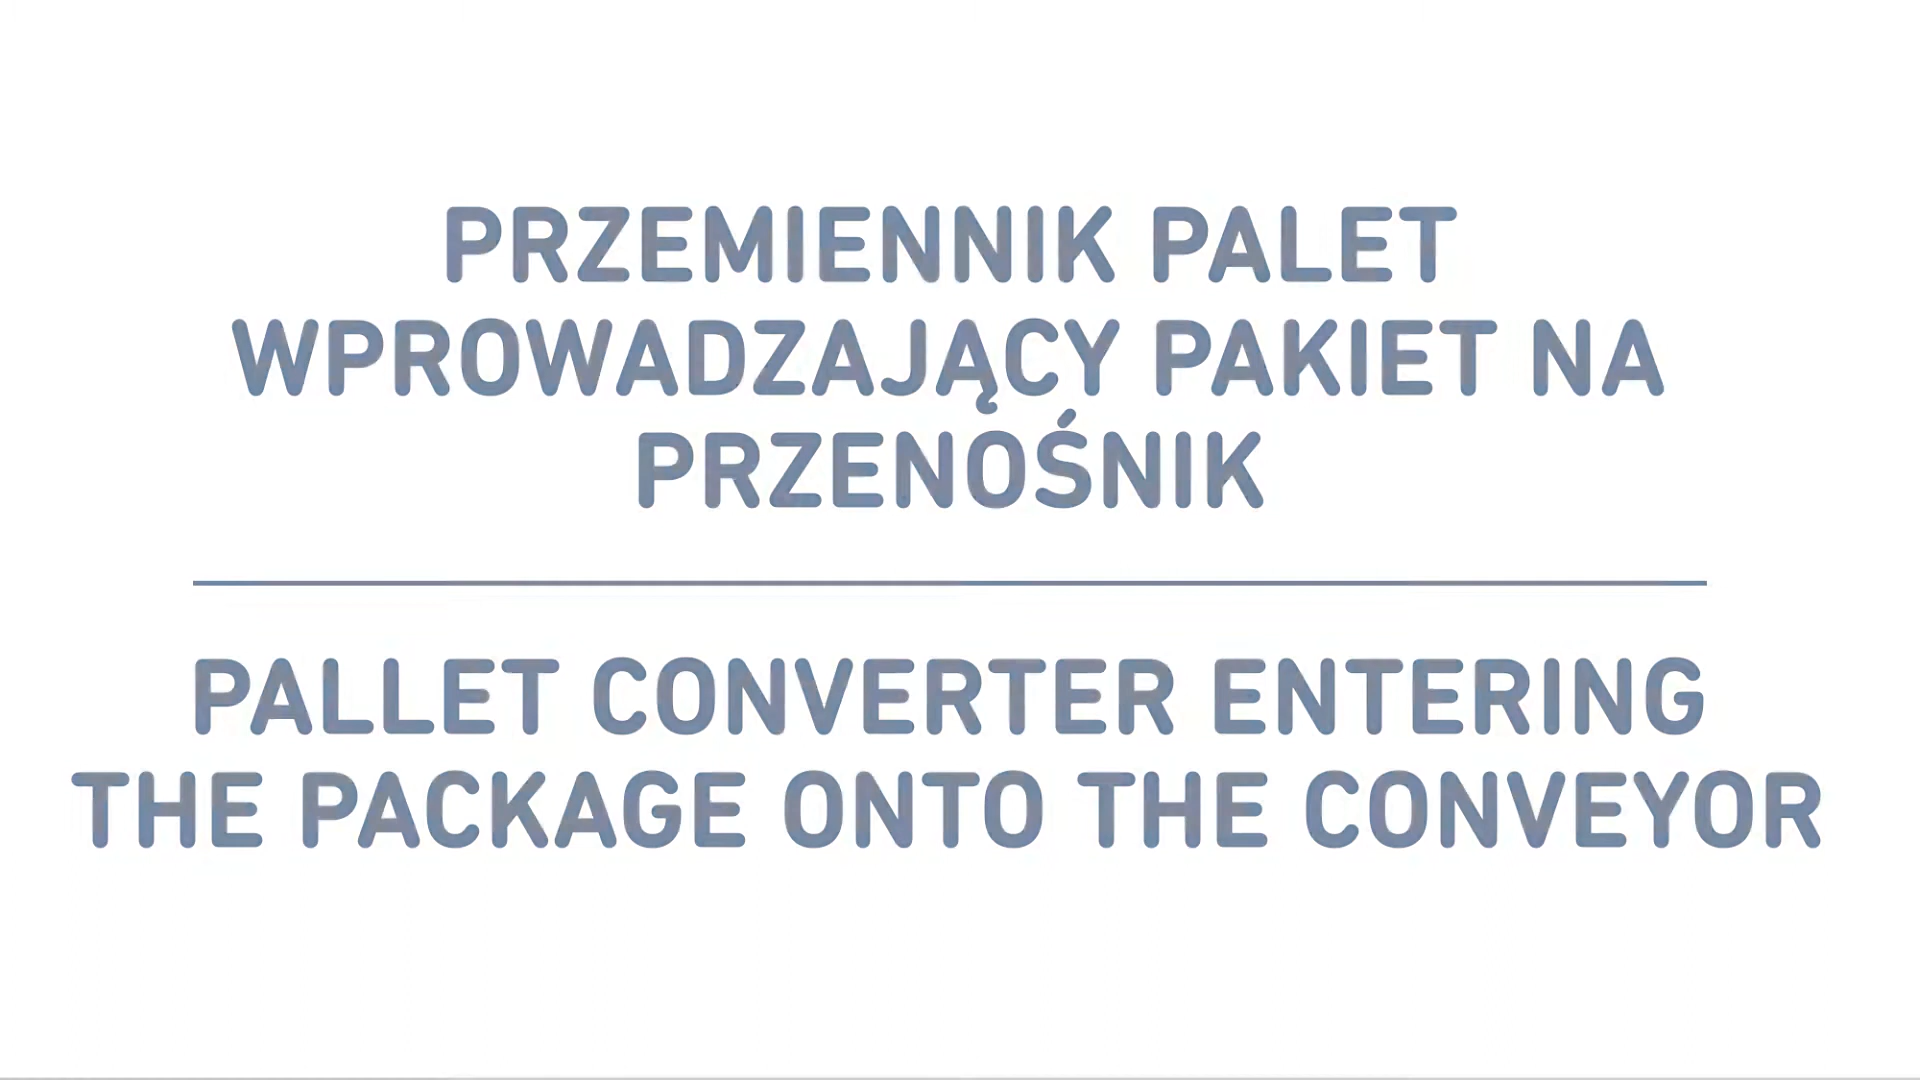 PRZEMIENNIK PALET
WPROWADZAJĄCY PAKIET NA
PRZENOŚNIK
PALLET CONVERTER ENTERING
THE PACKAGE ONTO THE CONVEYOR